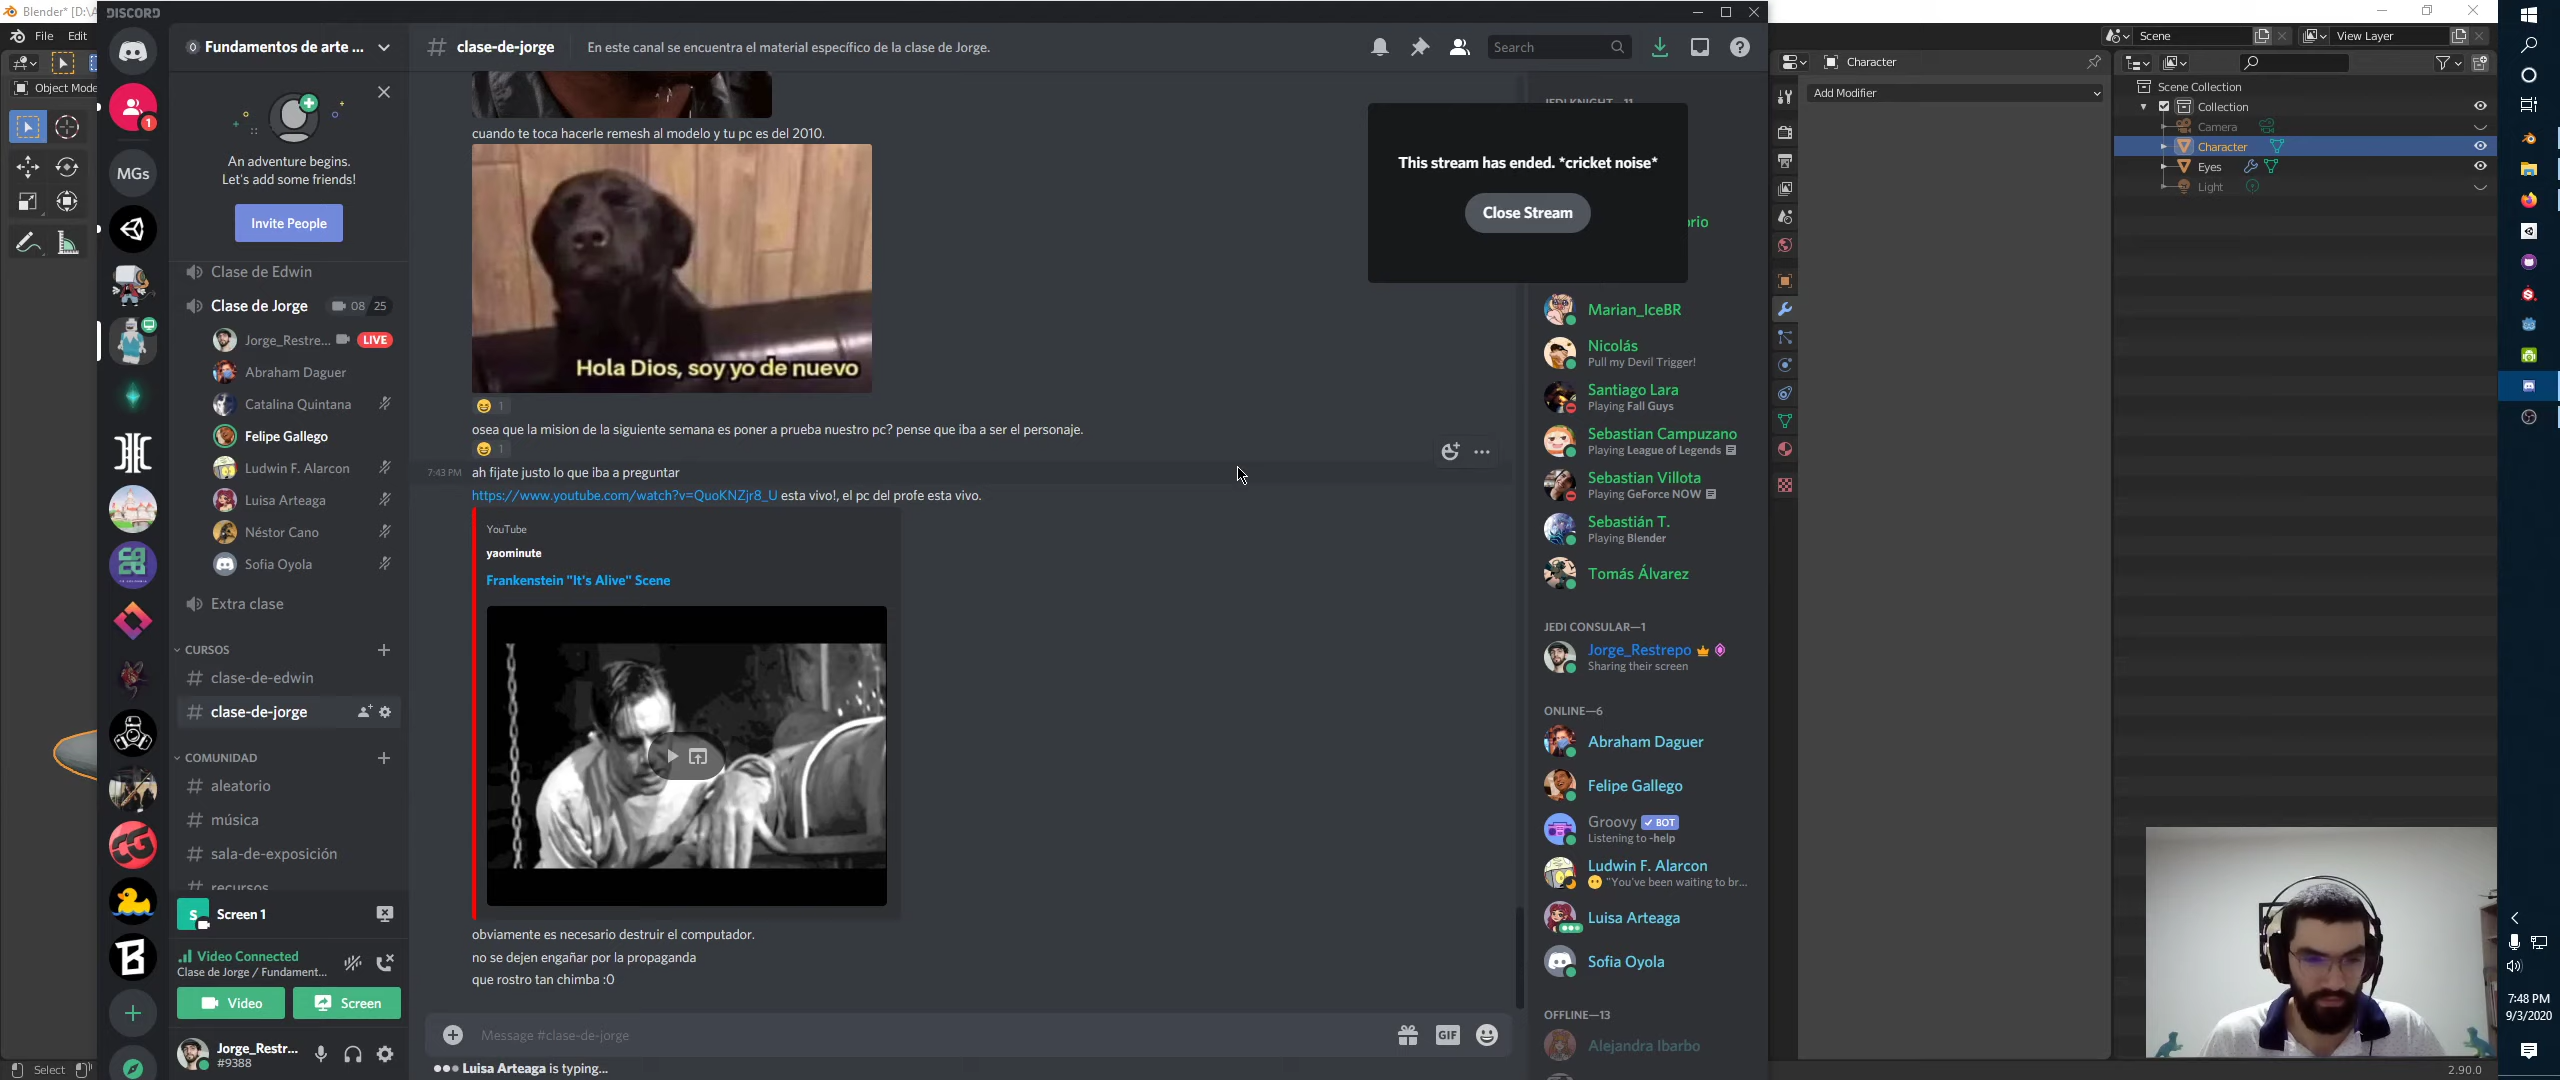 Blender* [D:\A
DISCORD
File Edit
Object Mode
Select
Fundamentos de arte ...
An adventure begins.
Let's add some friends!
Invite People
MGs
1
Clase de Edwin
Clase de Jorge 08 25
Jorge_Restre... LIVE
Abraham Daguer
Catalina Quintana
Felipe Gallego
Ludwin F. Alarcon
Luisa Arteaga
Néstor Cano
Sofia Oyola
Extra clase
CURSOS
clase-de-edwin
clase-de-jorge
COMUNIDAD
aleatorio
música
sala-de-exposición
recursos
S Screen 1
Video Connected
Clase de Jorge / Fundament...
Video Screen
Jorge_Restr...
#9388
clase-de-jorge En este canal se encuentra el material específico de la clase de Jorge.
Search
cuando te toca hacerle remesh al modelo y tu pc es del 2010.
Hola Dios, soy yo de nuevo
1
osea que la mision de la siguiente semana es poner a prueba nuestro pc? pense que iba a ser el personaje.
1
7:43 PM ah fijate justo lo que iba a preguntar
https://www.youtube.com/watch?v=QuoKNZjr8_U esta vivo!, el pc del profe esta vivo.
YouTube
yaominute
Frankenstein "It's Alive" Scene
obviamente es necesario destruir el computador.
no se dejen engañar por la propaganda
que rostro tan chimba :0
Message #clase-de-jorge
GIF
Luisa Arteaga is typing...
JEDI KNIGHT—11
This stream has ended. *cricket noise*
Close Stream
orio
Marian_IceBR
Nicolás
Pull my Devil Trigger!
Santiago Lara
Playing Fall Guys
Sebastian Campuzano
Playing League of Legends
Sebastian Villota
Playing GeForce NOW
Sebastián T.
Playing Blender
Tomás Álvarez
JEDI CONSULAR—1
Jorge_Restrepo
Sharing their screen
ONLINE—6
Abraham Daguer
Felipe Gallego
Groovy BOT
Listening to -help
Ludwin F. Alarcon
"You've been waiting to br...
Luisa Arteaga
Sofia Oyola
OFFLINE—13
Alejandra Ibarbo
Scene
View Layer
Character
Add Modifier
Scene Collection
Collection
Camera
Character
Eyes
Light
2.90.0
7:48 PM
9/3/2020